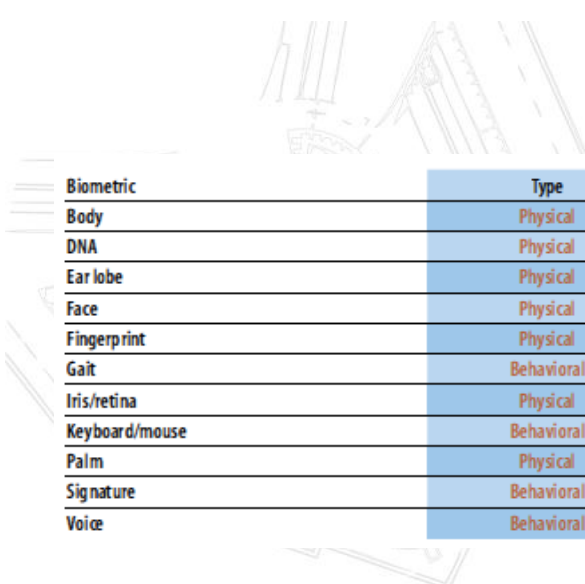 Biometric Type
Body Physical
DNA Physical
Ear lobe Physical
Face Physical
Fingerprint Physical
Gait Behavioral
Iris/retina Physical
Keyboard/mouse Behavioral
Palm Physical
Signature Behavioral
Voice Behavioral